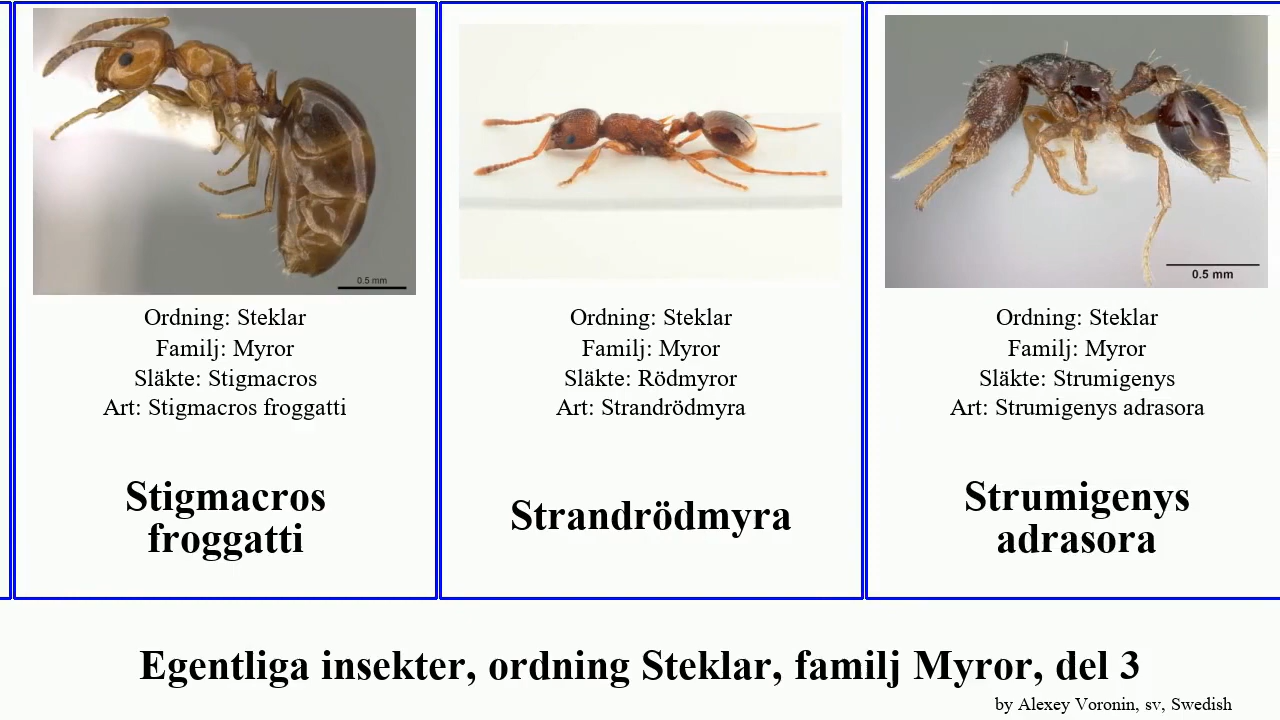 0.5 mm
Ordning: Steklar
Familj: Myror
Släkte: Stigmacros
Art: Stigmacros froggatti
Stigmacros
froggatti
Ordning: Steklar
Familj: Myror
Släkte: Rödmyror
Art: Strandrödmyra
Strandrödmyra
0.5 mm
Ordning: Steklar
Familj: Myror
Släkte: Strumigenys
Art: Strumigenys adrasora
Strumigenys
adrasora
Egentliga insekter, ordning Steklar, familj Myror, del 3
by Alexey Voronin, sv, Swedish